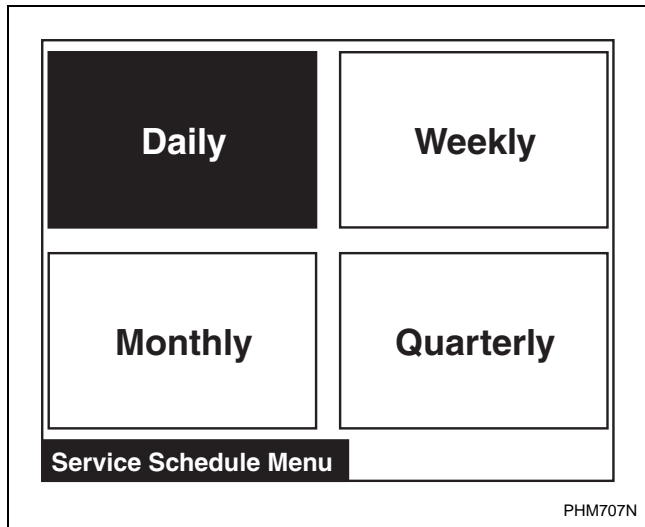 Daily
Weekly
Monthly
Quarterly
Service Schedule Menu
PHM707N